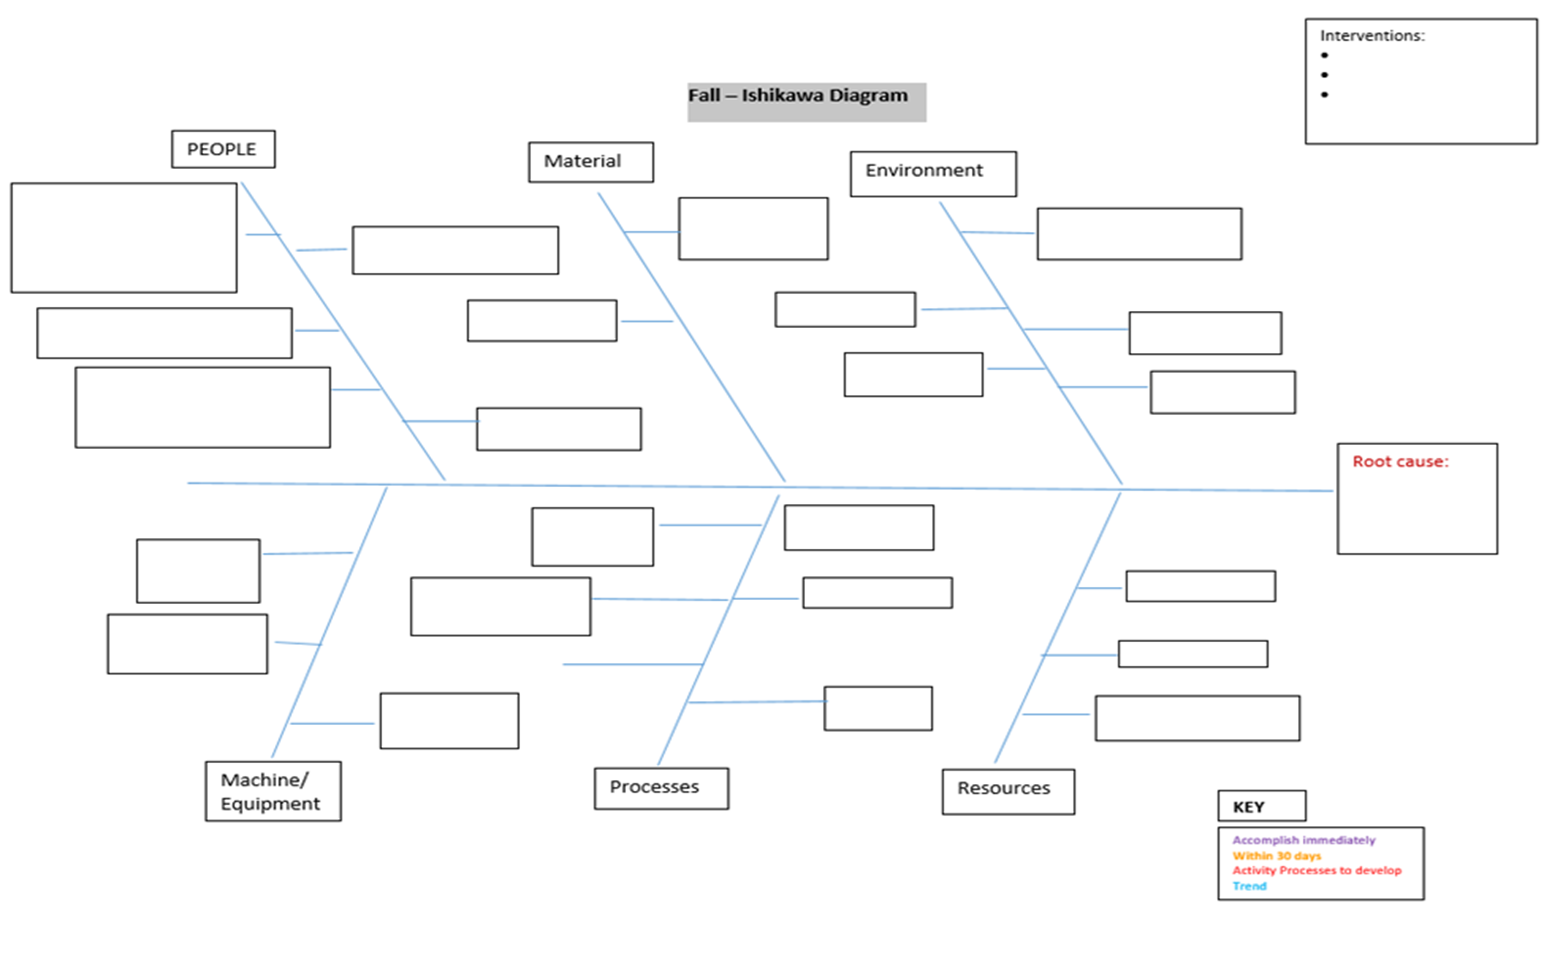 Interventions:
Fall – Ishikawa Diagram
PEOPLE
Material
Environment
Root cause:
Machine/
Equipment
Processes
Resources
KEY
Accomplish immediately
Within 30 days
Activity Processes to develop
Trend